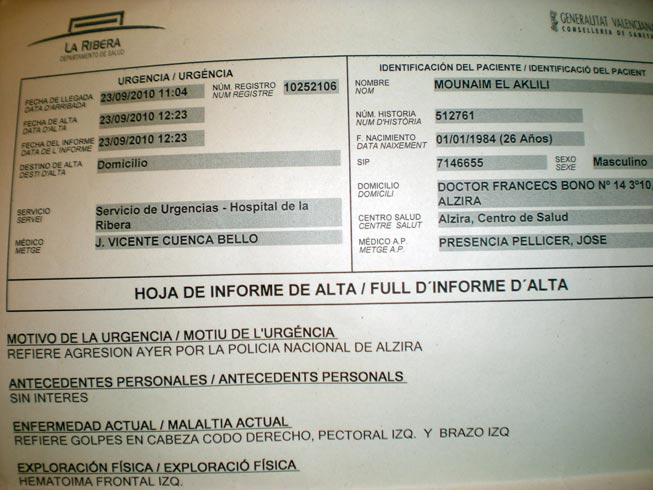 LA RIBERA
DEPARTAMENTO DE SALUD
GENERALITAT VALENCIANA
CONSELLERIA DE SANITA
URGENCIA / URGÉNCIA
FECHA DE LLEGADA 23/09/2010 11:04 NÚM. REGISTRO 10252106
DATA D'ARRIBADA NUM REGISTRE
FECHA DE ALTA 23/09/2010 12:23
DATA D'ALTA
FECHA DEL INFORME 23/09/2010 12:23
DATA DE L'INFORME
DESTINO DE ALTA Domicilio
DESTI D'ALTA
SERVICIO Servicio de Urgencias - Hospital de la
SERVEI Ribera
MÉDICO J. VICENTE CUENCA BELLO
METGE
IDENTIFICACIÓN DEL PACIENTE / IDENTIFICACIÓ DEL PACIENT
NOMBRE MOUNAIM EL AKLILI
NOM
NÚM. HISTORIA 512761
NUM D'HISTÒRIA
F. NACIMIENTO 01/01/1984 (26 Años)
DATA NAIXEMENT
SIP 7146655 SEXO Masculino
SEXE
DOMICILIO DOCTOR FRANCECS BONO Nº 14 3º10,
DOMICILI ALZIRA
CENTRO SALUD Alzira, Centro de Salud
CENTRE SALUT
MÉDICO A.P. PRESENCIA PELLICER, JOSE
METGE A.P.
HOJA DE INFORME DE ALTA / FULL D´INFORME D´ALTA
MOTIVO DE LA URGENCIA / MOTIU DE L'URGÉNCIA
REFIERE AGRESION AYER POR LA POLICIA NACIONAL DE ALZIRA
ANTECEDENTES PERSONALES / ANTECEDENTS PERSONALS
SIN INTERES
ENFERMEDAD ACTUAL / MALALTIA ACTUAL
REFIERE GOLPES EN CABEZA CODO DERECHO, PECTORAL IZQ. Y BRAZO IZQ
EXPLORACIÓN FÍSICA / EXPLORACIÓ FÍSICA
HEMATOIMA FRONTAL IZQ.